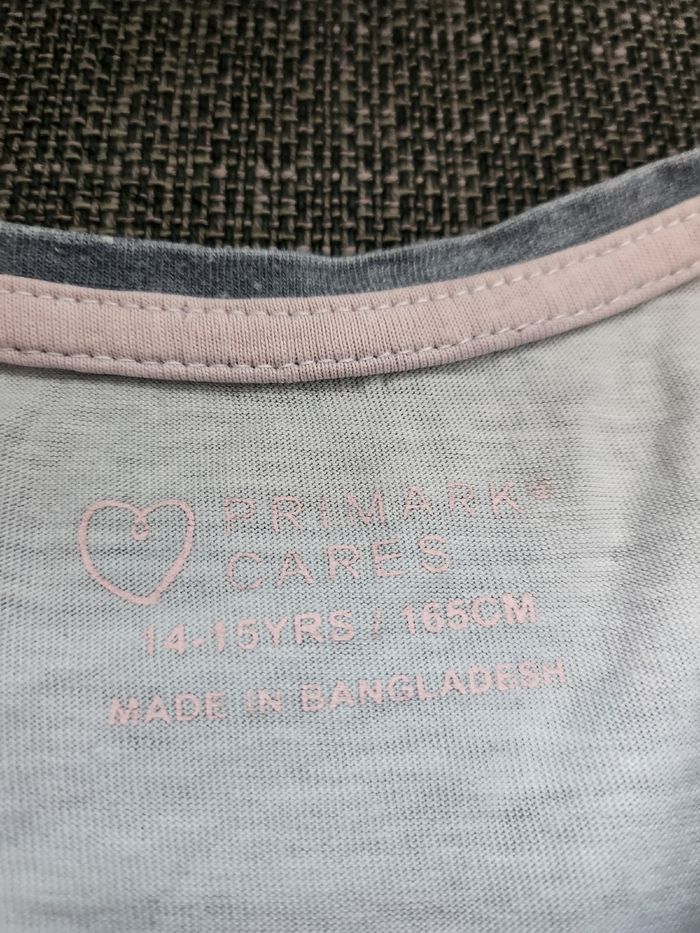 PRIMARK®
CARES
14-15YRS / 165CM
MADE IN BANGLADESH